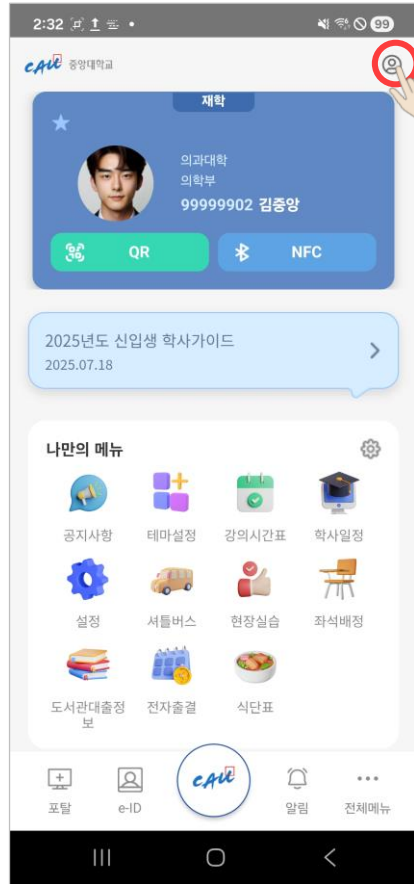 2:32
99
CAU 중앙대학교
재학
의과대학
의학부
99999902 김중앙
QR
NFC
2025년도 신입생 학사가이드
2025.07.18
나만의 메뉴
공지사항 테마설정 강의시간표 학사일정
설정 셔틀버스 현장실습 좌석배정
도서관대출정
보
전자출결 식단표
CAU
포탈 e-ID 알림 전체메뉴